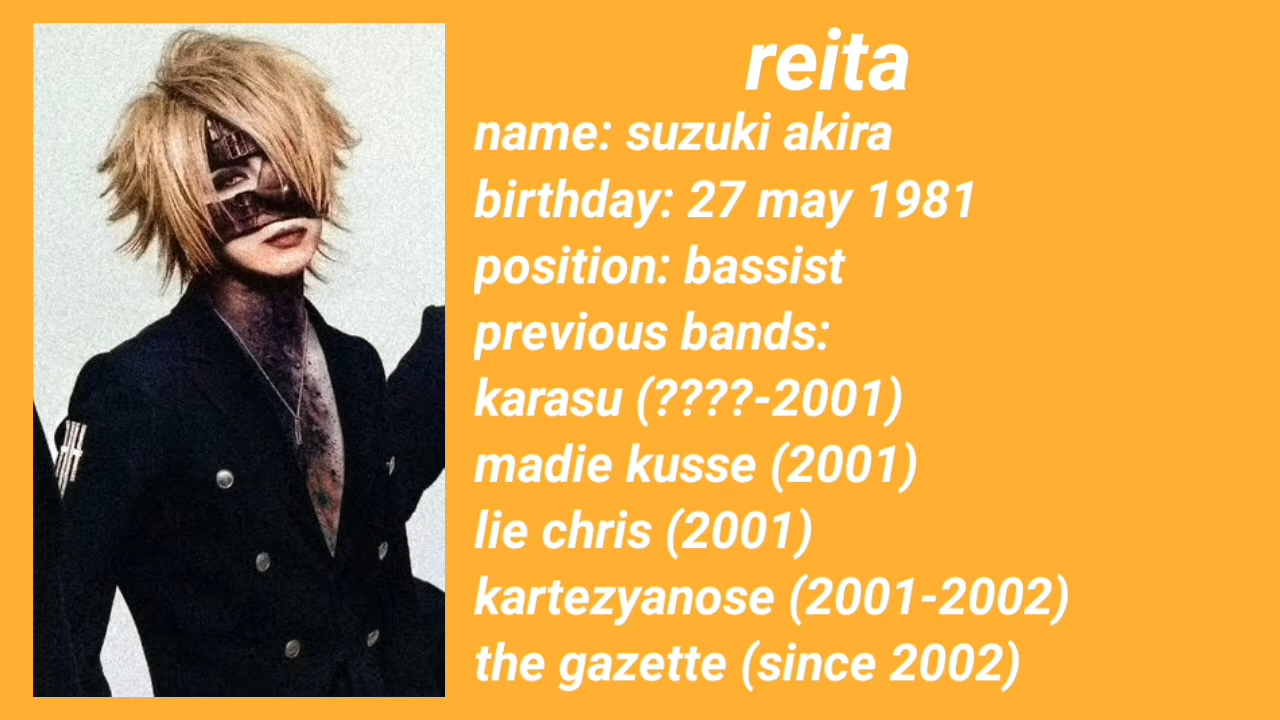 reita
name: suzuki akira
birthday: 27 may 1981
position: bassist
previous bands:
karasu (????-2001)
madie kusse (2001)
lie chris (2001)
kartezyanose (2001-2002)
the gazette (since 2002)